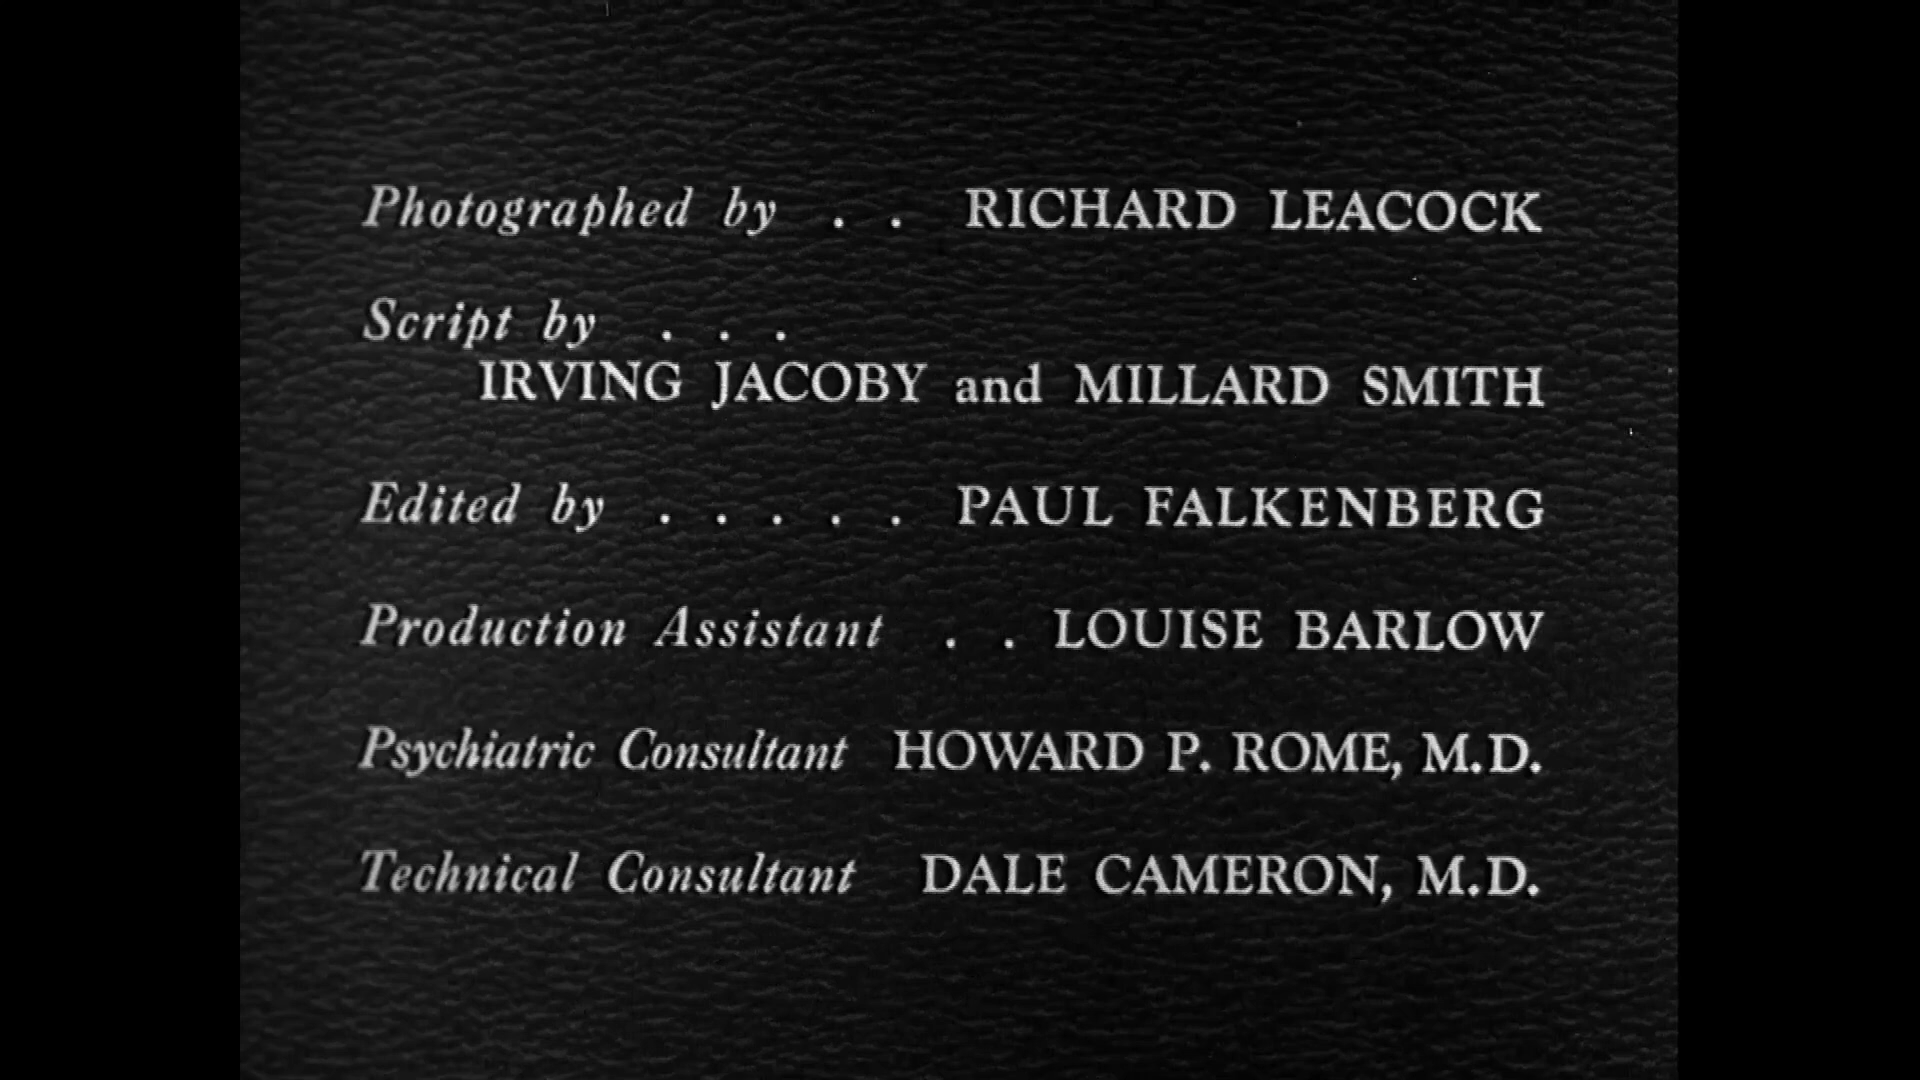 Photographed by . . RICHARD LEACOCK
Script by . . .
IRVING JACOBY and MILLARD SMITH
Edited by . . . . . PAUL FALKENBERG
Production Assistant . . LOUISE BARLOW
Psychiatric Consultant HOWARD P. ROME, M.D.
Technical Consultant DALE CAMERON, M.D.